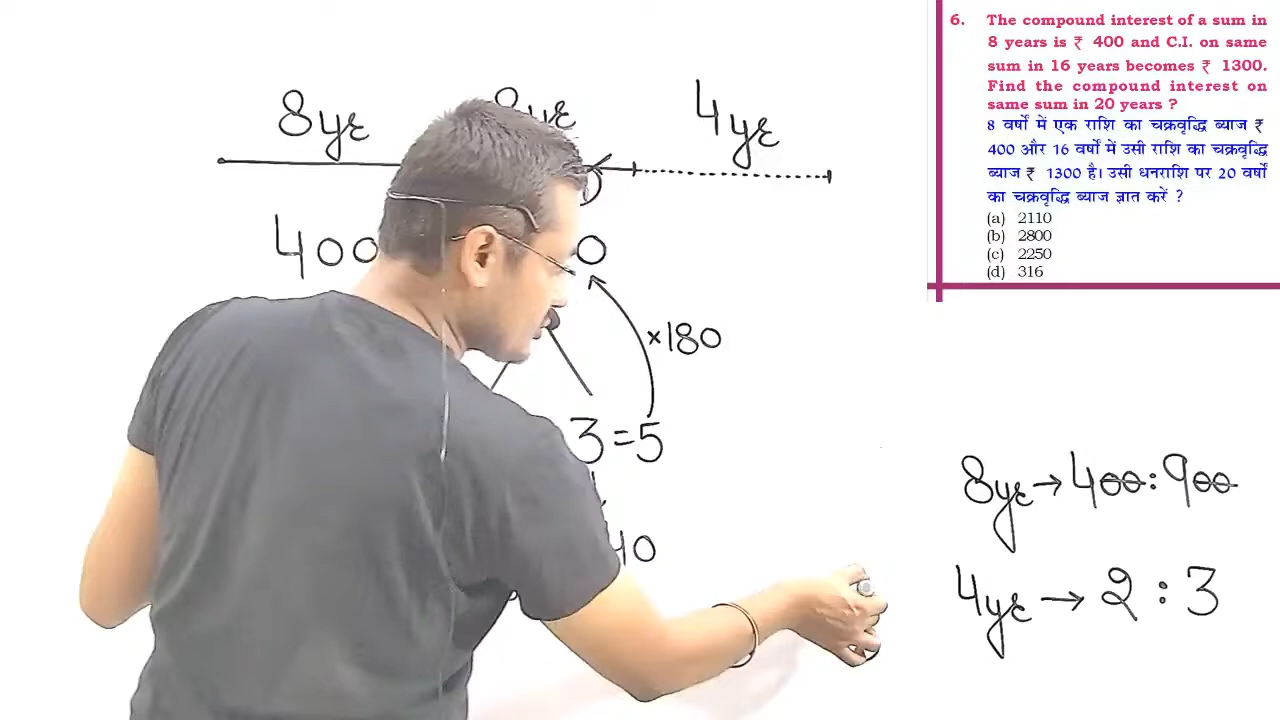 6. The compound interest of a sum in
8 years is ₹ 400 and C.I. on same
sum in 16 years becomes ₹ 1300.
Find the compound interest on
same sum in 20 years ?
8 वर्षों में एक राशि का चक्रवृद्धि ब्याज ₹
400 और 16 वर्षों में उसी राशि का चक्रवृद्धि
ब्याज ₹ 1300 है। उसी धनराशि पर 20 वर्षों
का चक्रवृद्धि ब्याज ज्ञात करें ?
(a) 2110
(b) 2800
(c) 2250
(d) 316
8yr 4yr
400
×180
3=5
8yr→400:900
4yr→2:3